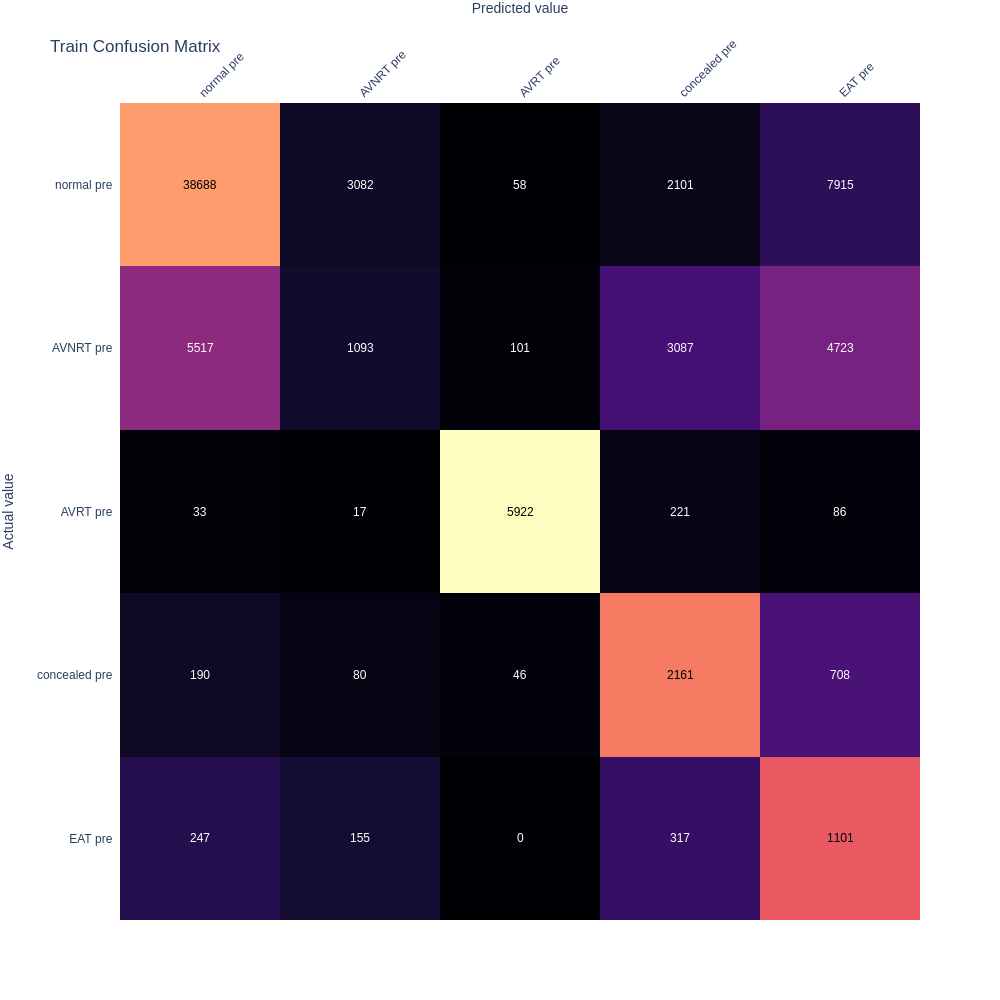 Predicted value
Train Confusion Matrix
normal pre AVNRT pre AVRT pre concealed pre EAT pre
normal pre 38688 3082 58 2101 7915
AVNRT pre 5517 1093 101 3087 4723
Actual value
AVRT pre 33 17 5922 221 86
concealed pre 190 80 46 2161 708
EAT pre 247 155 0 317 1101